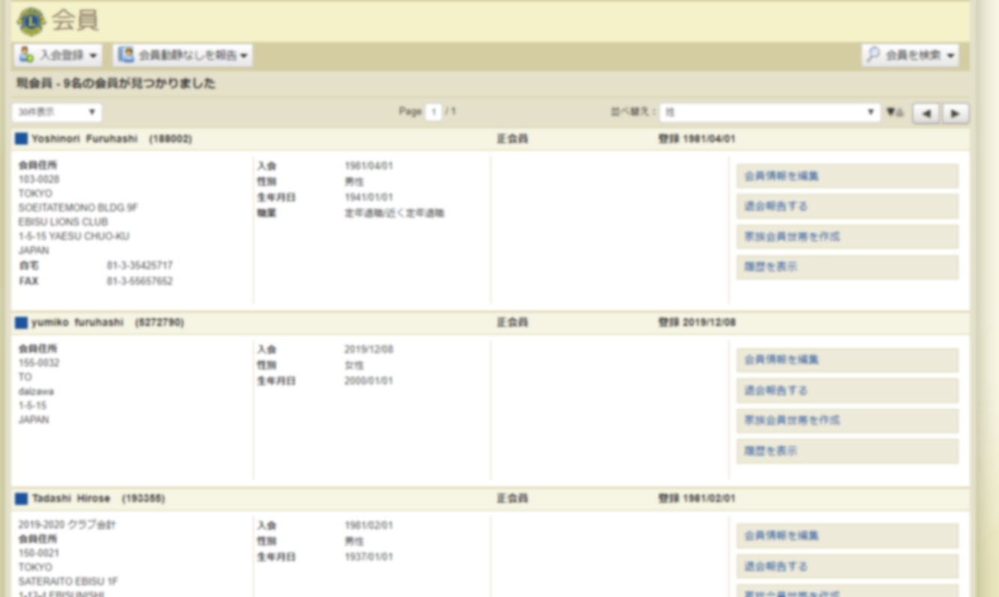 会員
入会登録 ▼ 会員動静なしを報告 ▼ 会員を検索 ▼
現会員 - 9名の会員が見つかりました
30件表示 ▼ Page 1 / 1 並べ替え : 姓 ▼
Yoshinori Furuhashi (188002) 正会員 登録 1981/04/01
会員住所
103-0028
TOKYO
SOEITATEMONO BLDG 9F
EBISU LIONS CLUB
1-5-15 YAESU CHUO-KU
JAPAN
自宅 81-3-35425717
FAX 81-3-55657652
入会 1981/04/01
性別 男性
生年月日 1941/01/01
職業 定年退職/近く定年退職
会員情報を編集
退会報告する
家族会員世帯を作成
履歴を表示
yumiko furuhashi (5272790) 正会員 登録 2019/12/08
会員住所
155-0032
TO
daizawa
1-5-15
JAPAN
入会 2019/12/08
性別 女性
生年月日 2000/01/01
会員情報を編集
退会報告する
家族会員世帯を作成
履歴を表示
Tadashi Hirose (193355) 正会員 登録 1981/02/01
2019-2020 クラブ会計
会員住所
150-0021
TOKYO
SATERAITO EBISU 1F
1-12-4 EBISUNISHI
入会 1981/02/01
性別 男性
生年月日 1937/01/01
会員情報を編集
退会報告する
家族会員世帯を作成